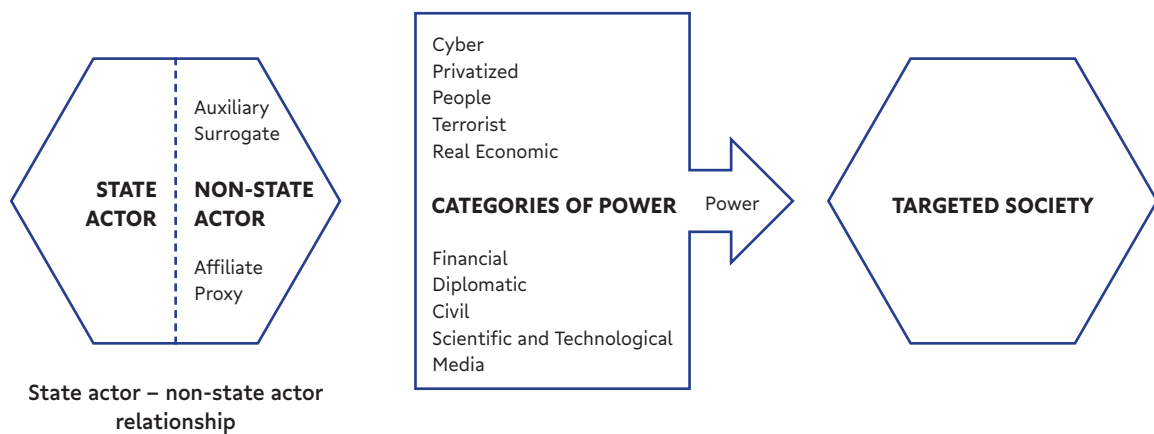 Auxiliary
Surrogate
STATE
ACTOR
NON-STATE
ACTOR
Affiliate
Proxy
State actor – non-state actor
relationship
Cyber
Privatized
People
Terrorist
Real Economic
CATEGORIES OF POWER
Financial
Diplomatic
Civil
Scientific and Technological
Media
Power
TARGETED SOCIETY